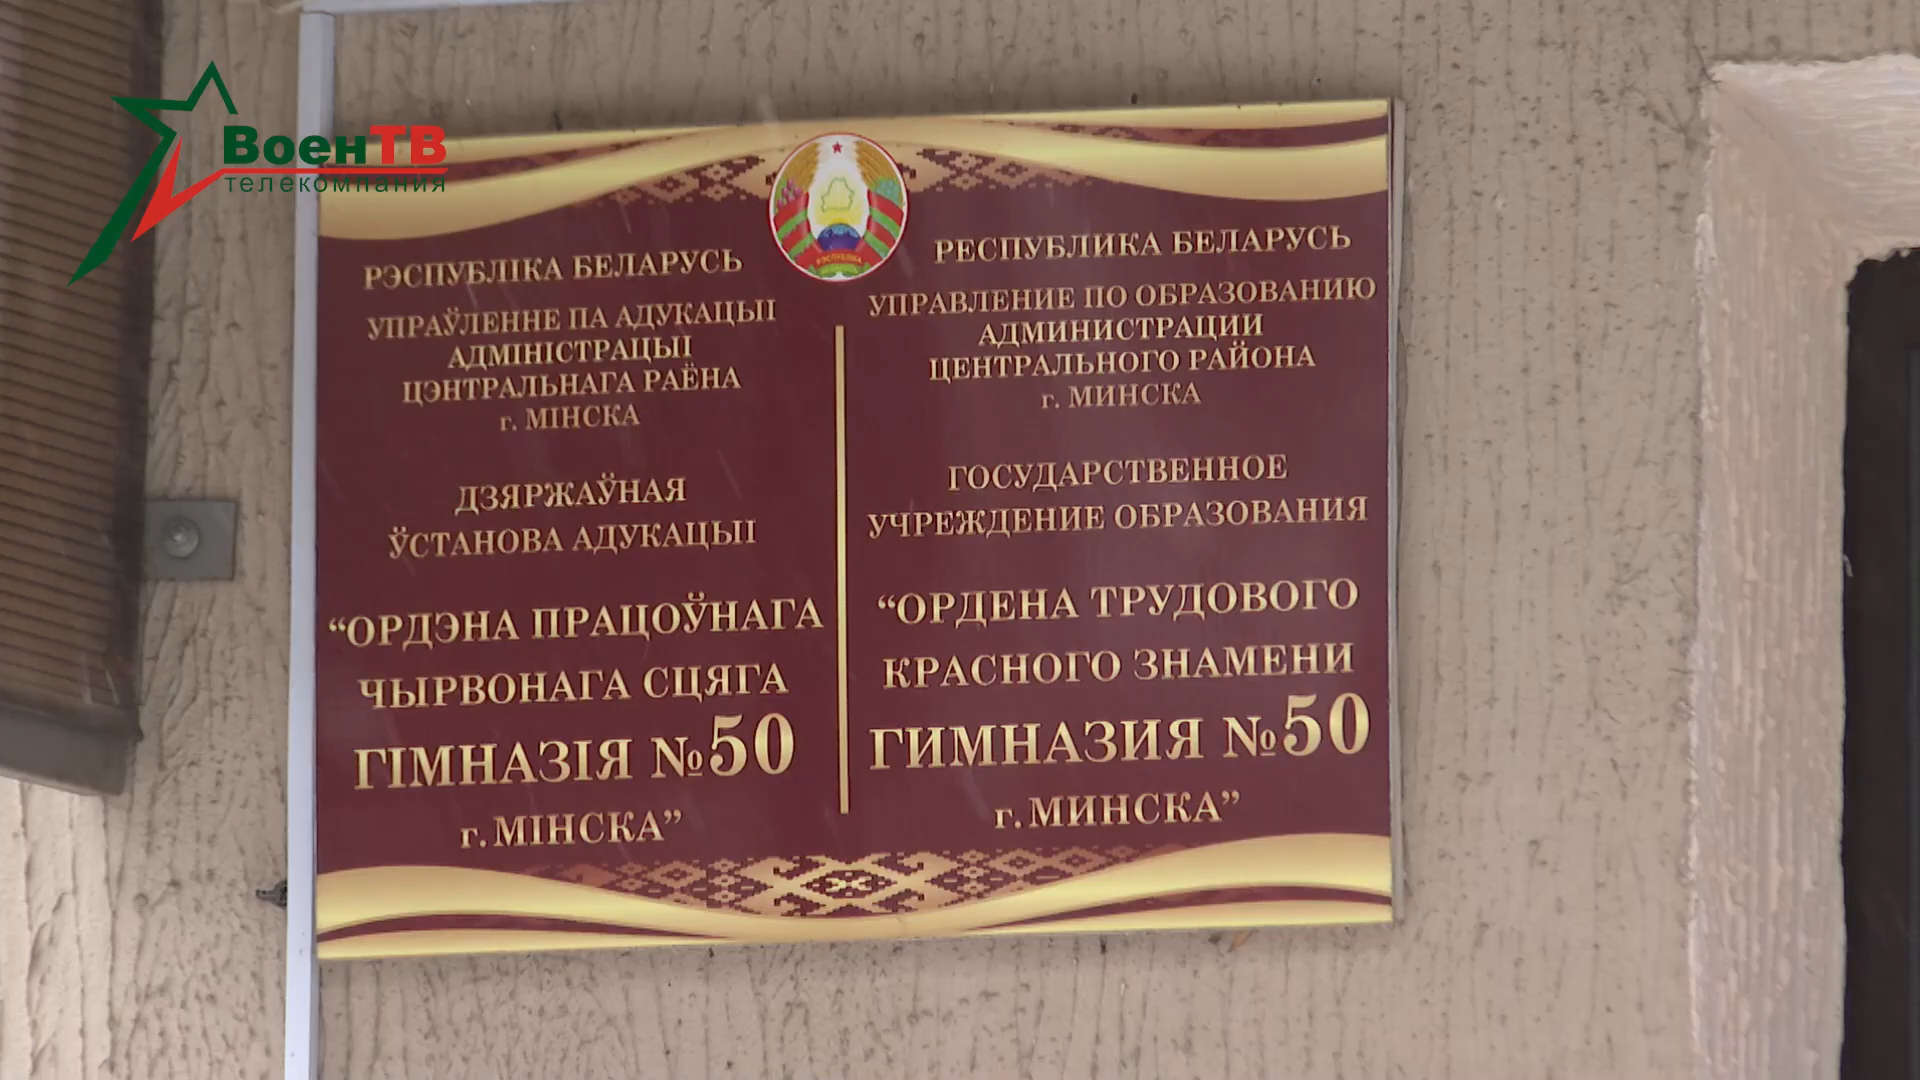 ВоенТВ
телекомпания
РЭСПУБЛІКА БЕЛАРУСЬ
УПРАЎЛЕННЕ ПА АДУКАЦЫІ
АДМІНІСТРАЦЫІ
ЦЭНТРАЛЬНАГА РАЁНА
г. МІНСКА
ДЗЯРЖАЎНАЯ
ЎСТАНОВА АДУКАЦЫІ
“ОРДЭНА ПРАЦОЎНАГА
ЧЫРВОНАГА СЦЯГА
ГІМНАЗІЯ №50
г. МІНСКА”
РЕСПУБЛИКА БЕЛАРУСЬ
УПРАВЛЕНИЕ ПО ОБРАЗОВАНИЮ
АДМИНИСТРАЦИИ
ЦЕНТРАЛЬНОГО РАЙОНА
г. МИНСКА
ГОСУДАРСТВЕННОЕ
УЧРЕЖДЕНИЕ ОБРАЗОВАНИЯ
“ОРДЕНА ТРУДОВОГО
КРАСНОГО ЗНАМЕНИ
ГИМНАЗИЯ №50
г. МИНСКА”